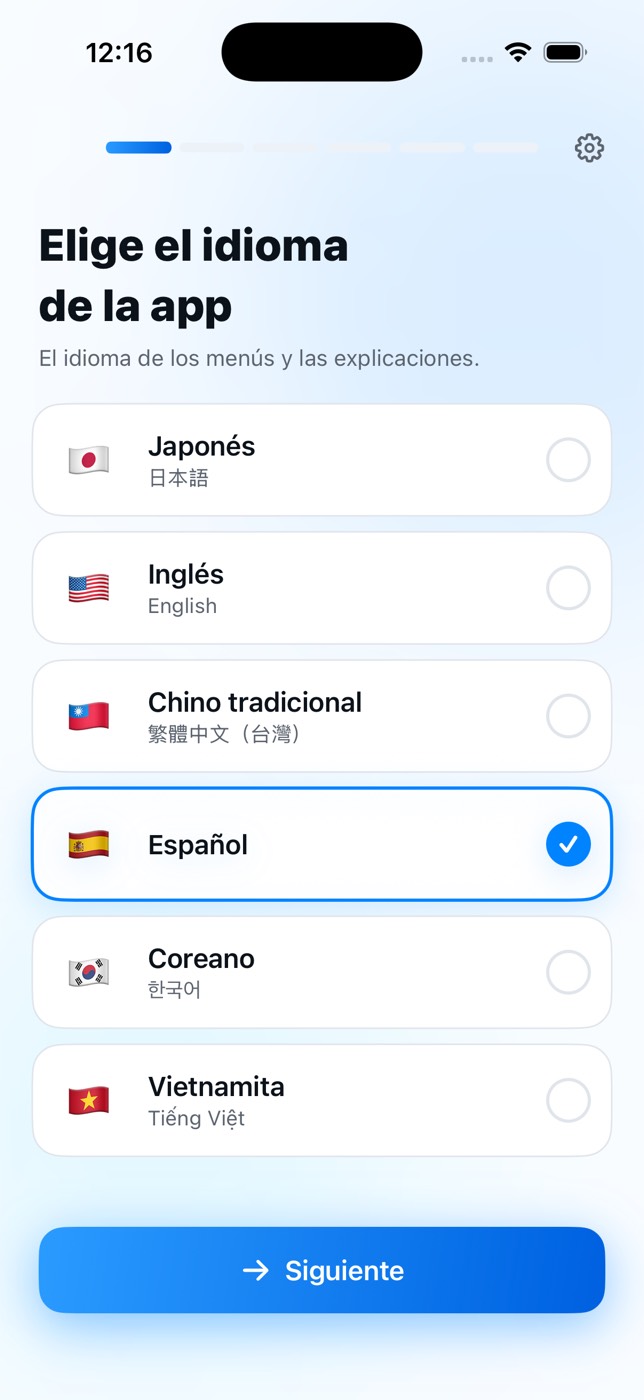 12:16
Elige el idioma
de la app
El idioma de los menús y las explicaciones.
Japonés
日本語
Inglés
English
Chino tradicional
繁體中文（台灣）
Español
Coreano
한국어
Vietnamita
Tiếng Việt
Siguiente